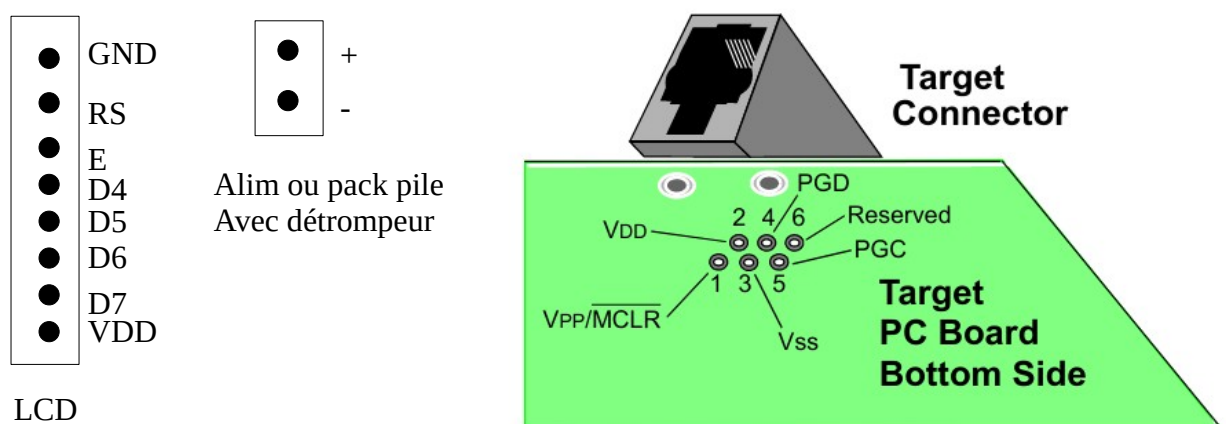 GND
RS
E
D4
D5
D6
D7
VDD
LCD
+
-
Alim ou pack pile
Avec détrompeur
Target
Connector
PGD
2 4 6
Reserved
VDD
PGC
1 3 5
VPP/MCLR
Vss
Target
PC Board
Bottom Side